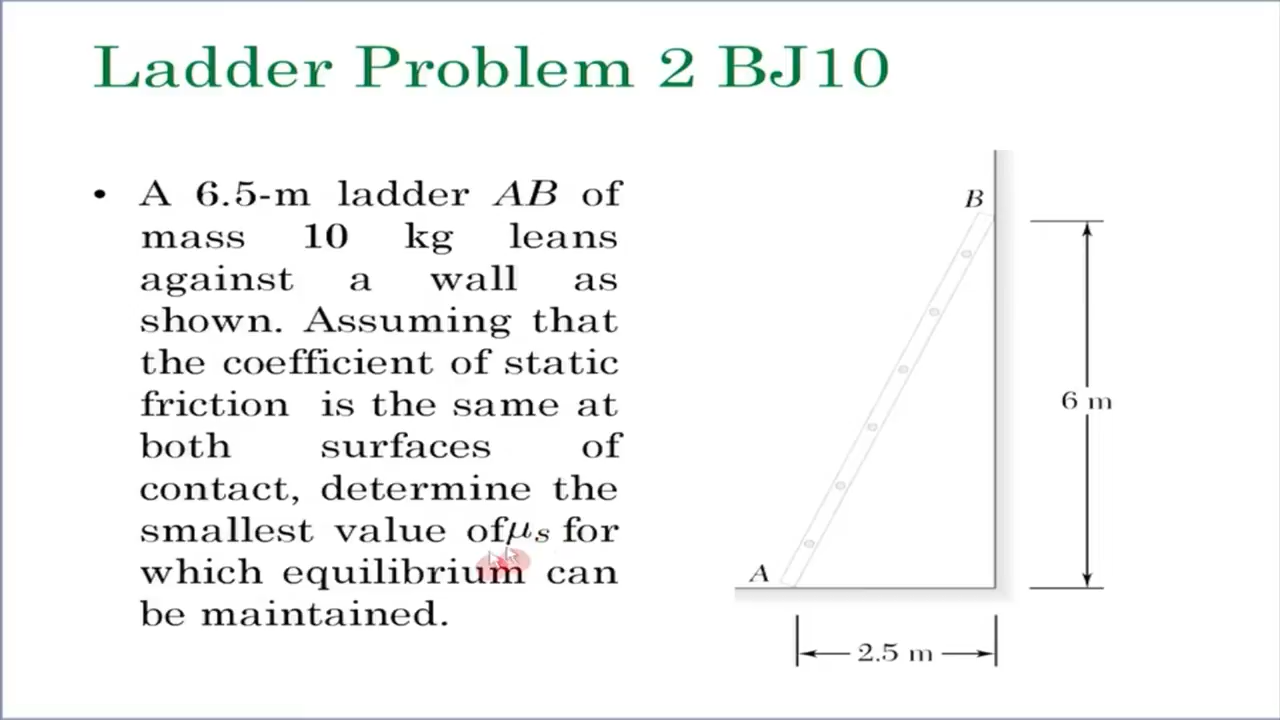 Ladder Problem 2 BJ10
• A 6.5-m ladder AB of
mass 10 kg leans
against a wall as
shown. Assuming that
the coefficient of static
friction is the same at
both surfaces of
contact, determine the
smallest value ofμs for
which equilibrium can
be maintained.
B
6 m
A
2.5 m